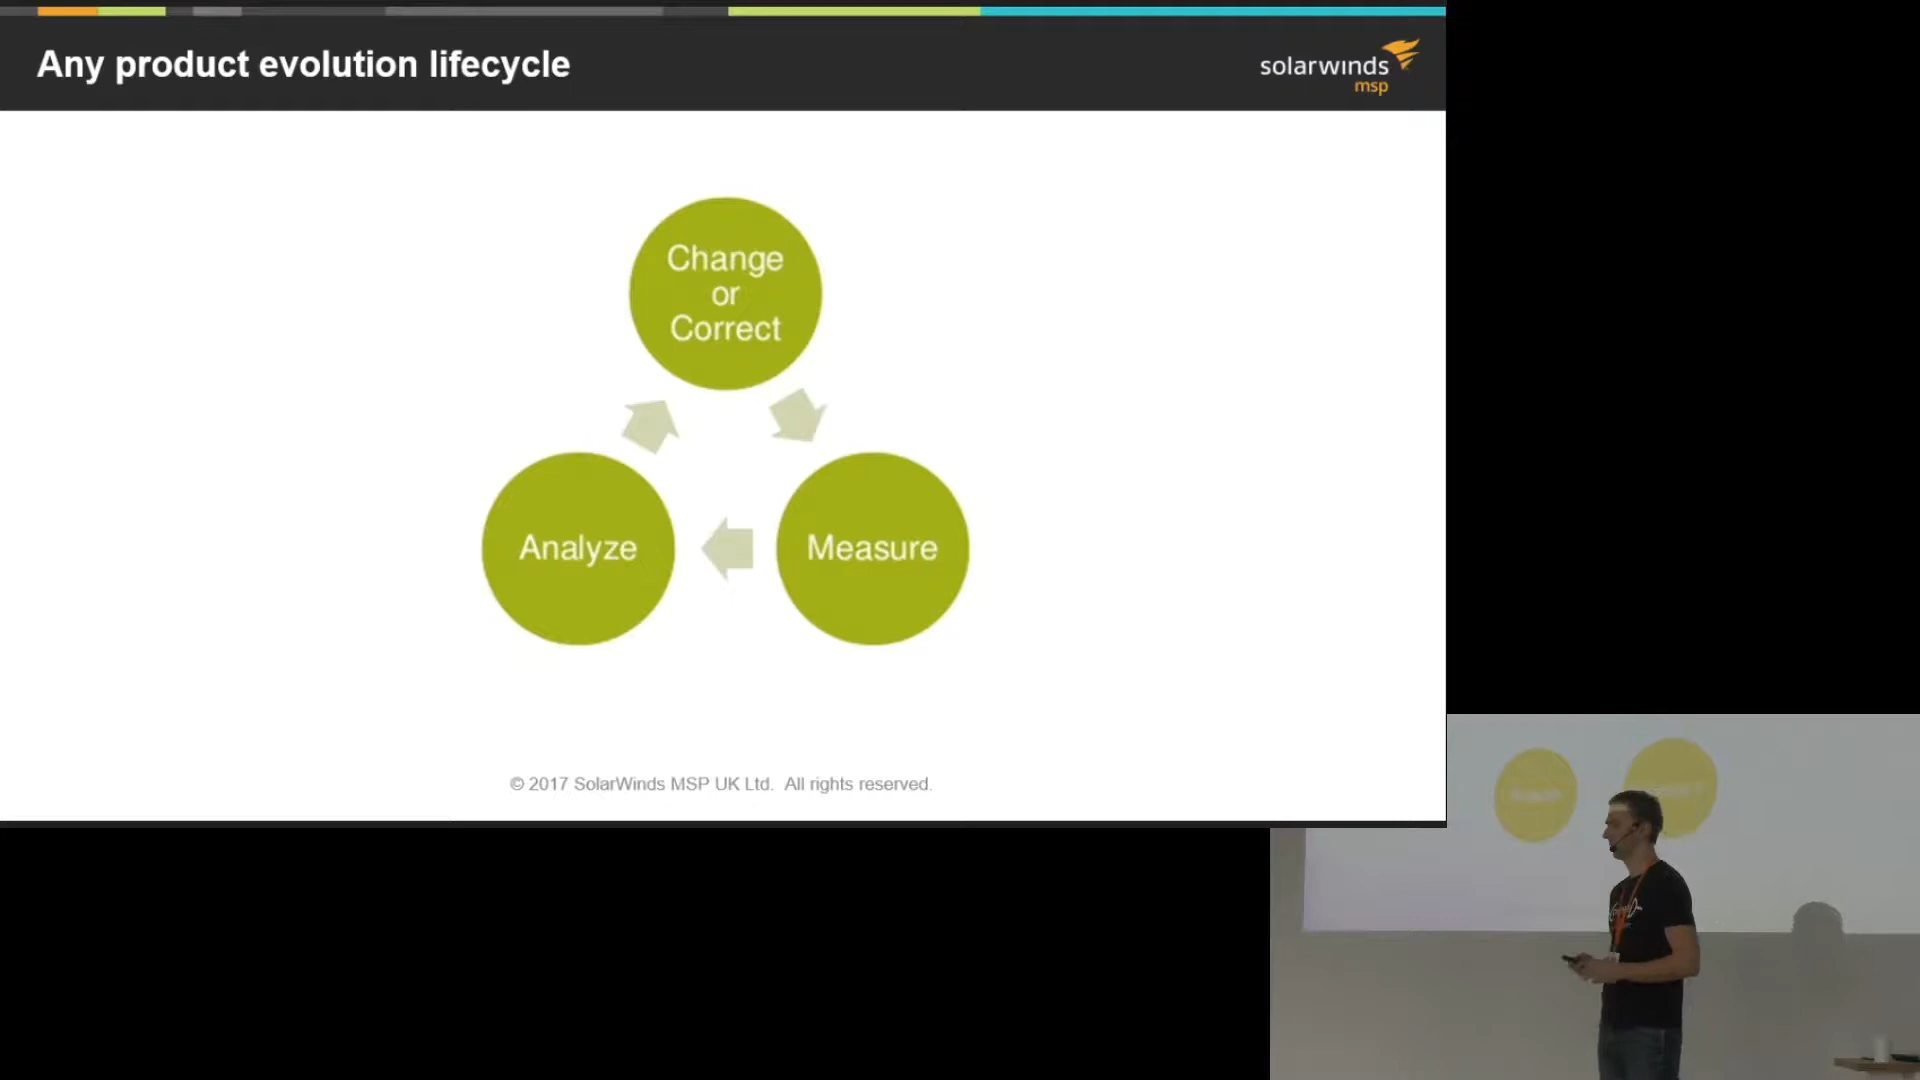 Any product evolution lifecycle
solarwinds
msp
Change
or
Correct
Analyze
Measure
© 2017 SolarWinds MSP UK Ltd. All rights reserved.